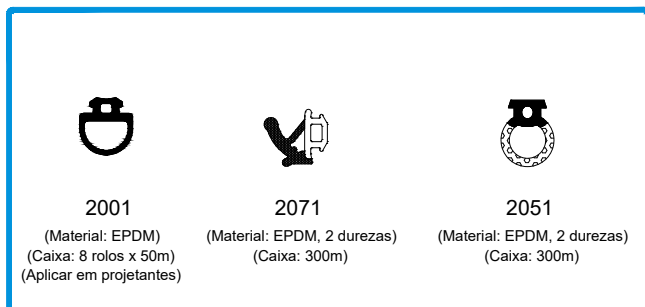 2001
(Material: EPDM)
(Caixa: 8 rolos x 50m)
(Aplicar em projetantes)
2071
(Material: EPDM, 2 durezas)
(Caixa: 300m)
2051
(Material: EPDM, 2 durezas)
(Caixa: 300m)